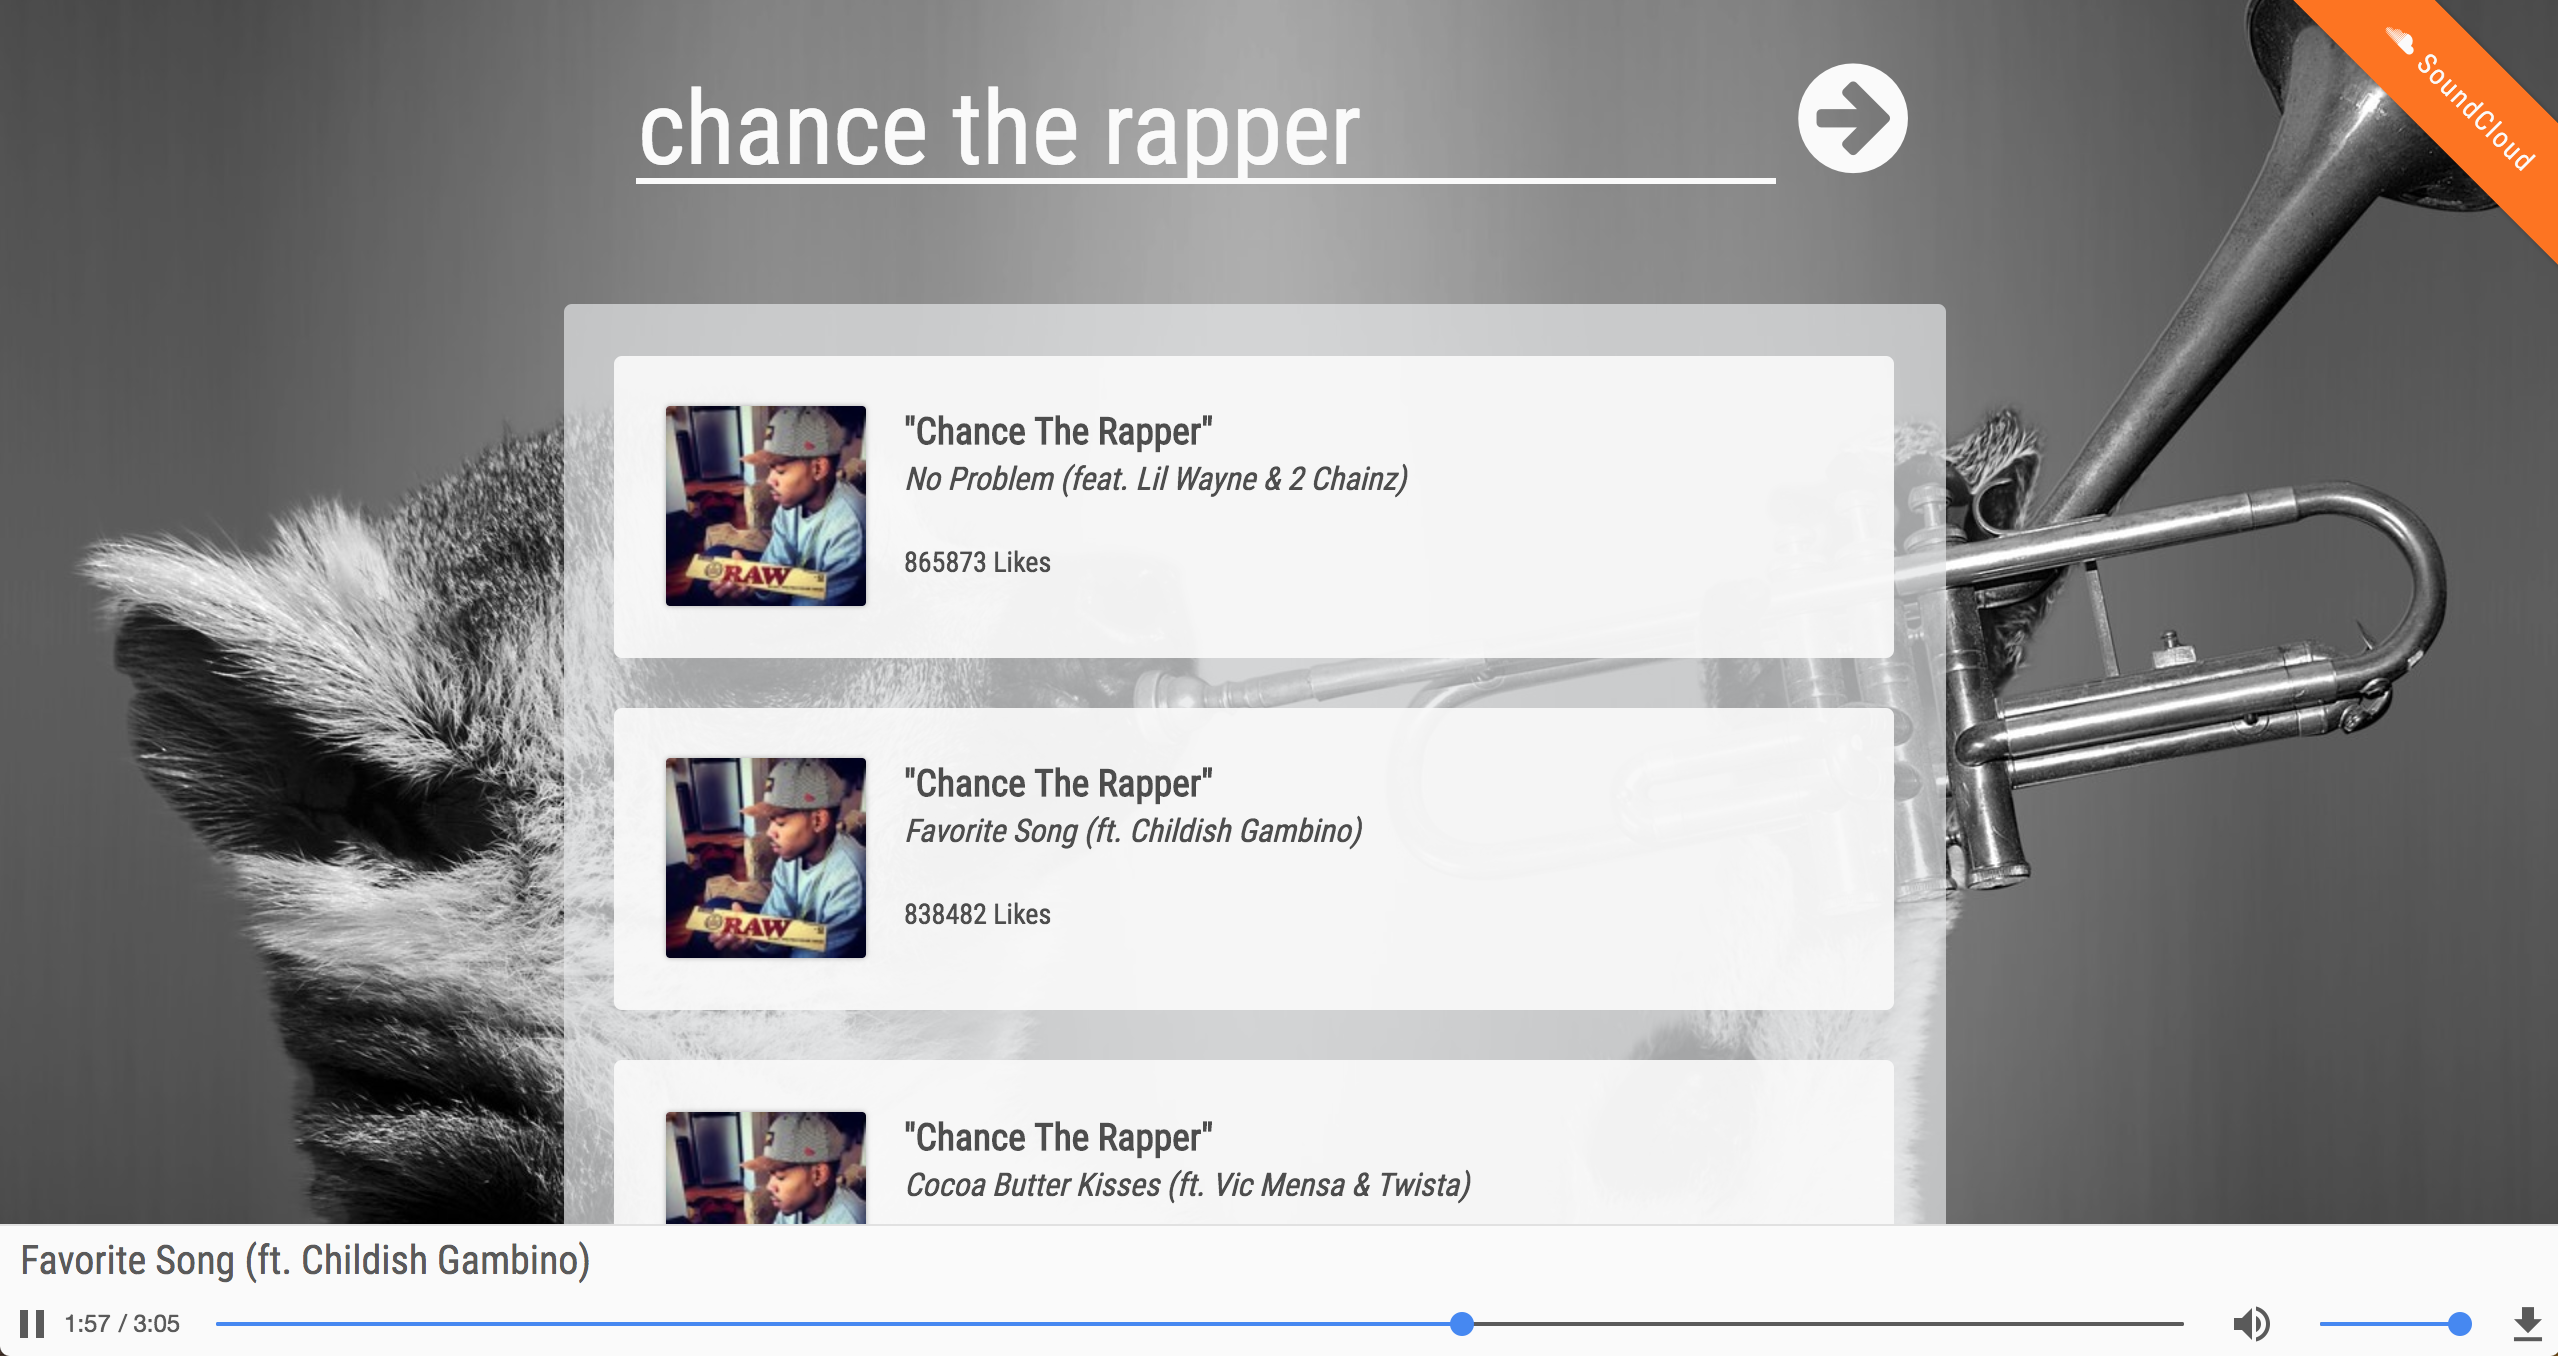 chance the rapper
SoundCloud
"Chance The Rapper"
No Problem (feat. Lil Wayne & 2 Chainz)
865873 Likes
RAW
"Chance The Rapper"
Favorite Song (ft. Childish Gambino)
838482 Likes
RAW
"Chance The Rapper"
Cocoa Butter Kisses (ft. Vic Mensa & Twista)
Favorite Song (ft. Childish Gambino)
1:57 / 3:05